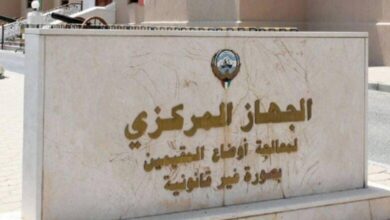 الجهاز المركزي
لمعالجة أوضاع المقيمين
بصورة غير قانونية